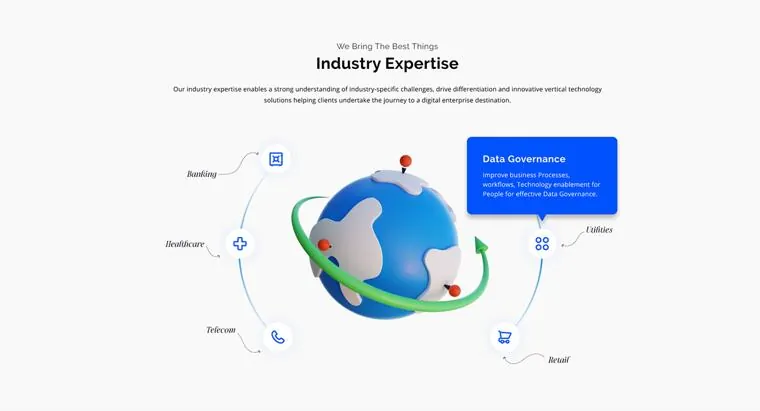 We Bring The Best Things
Industry Expertise
Our industry expertise enables a strong understanding of industry-specific challenges, drive differentiation and innovative vertical technology
solutions helping clients undertake the journey to a digital enterprise destination.
Banking
Healthcare
Telecom
Data Governance
Improve business Processes,
workflows, Technology enablement for
People for effective Data Governance.
Utilities
Retail